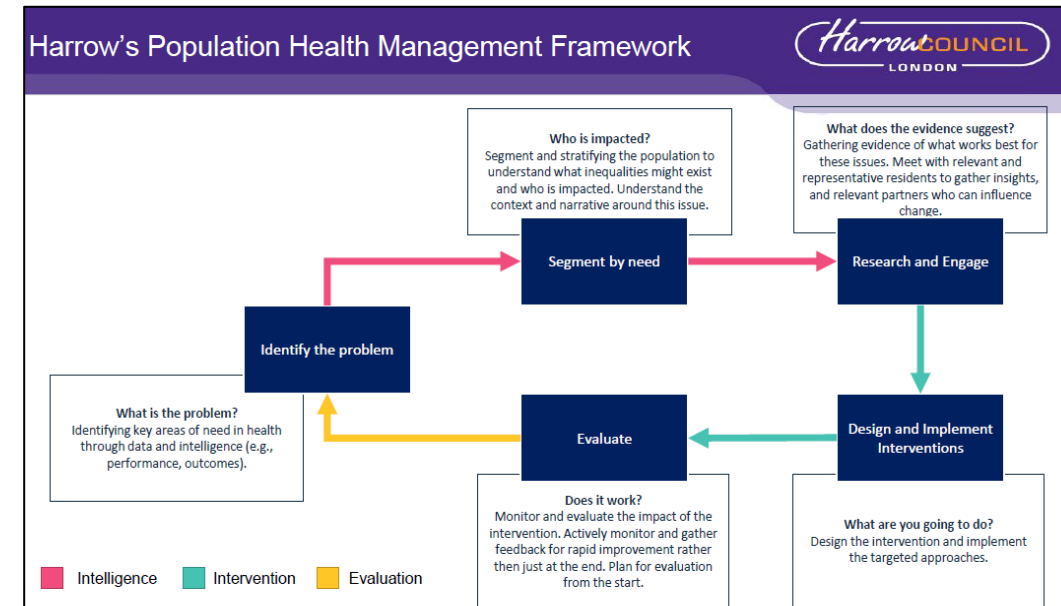 Harrow's Population Health Management Framework
HarrowCOUNCIL
LONDON
Who is impacted?
Segment and stratifying the population to
understand what inequalities might exist
and who is impacted. Understand the
context and narrative around this issue.
What does the evidence suggest?
Gathering evidence of what works best for
these issues. Meet with relevant and
representative residents to gather insights,
and relevant partners who can influence
change.
Segment by need
Research and Engage
Identify the problem
What is the problem?
Identifying key areas of need in health
through data and intelligence (e.g.,
performance, outcomes).
Evaluate
Design and Implement
Interventions
Does it work?
Monitor and evaluate the impact of the
intervention. Actively monitor and gather
feedback for rapid improvement rather
then just at the end. Plan for evaluation
from the start.
What are you going to do?
Design the intervention and implement
the targeted approaches.
Intelligence
Intervention
Evaluation